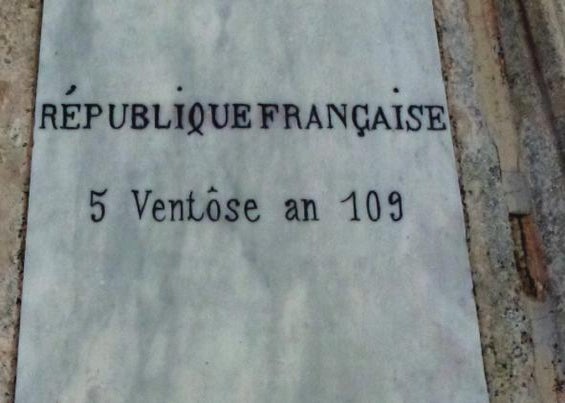 RÉPUBLIQUE FRANÇAISE
5 Ventôse an 109